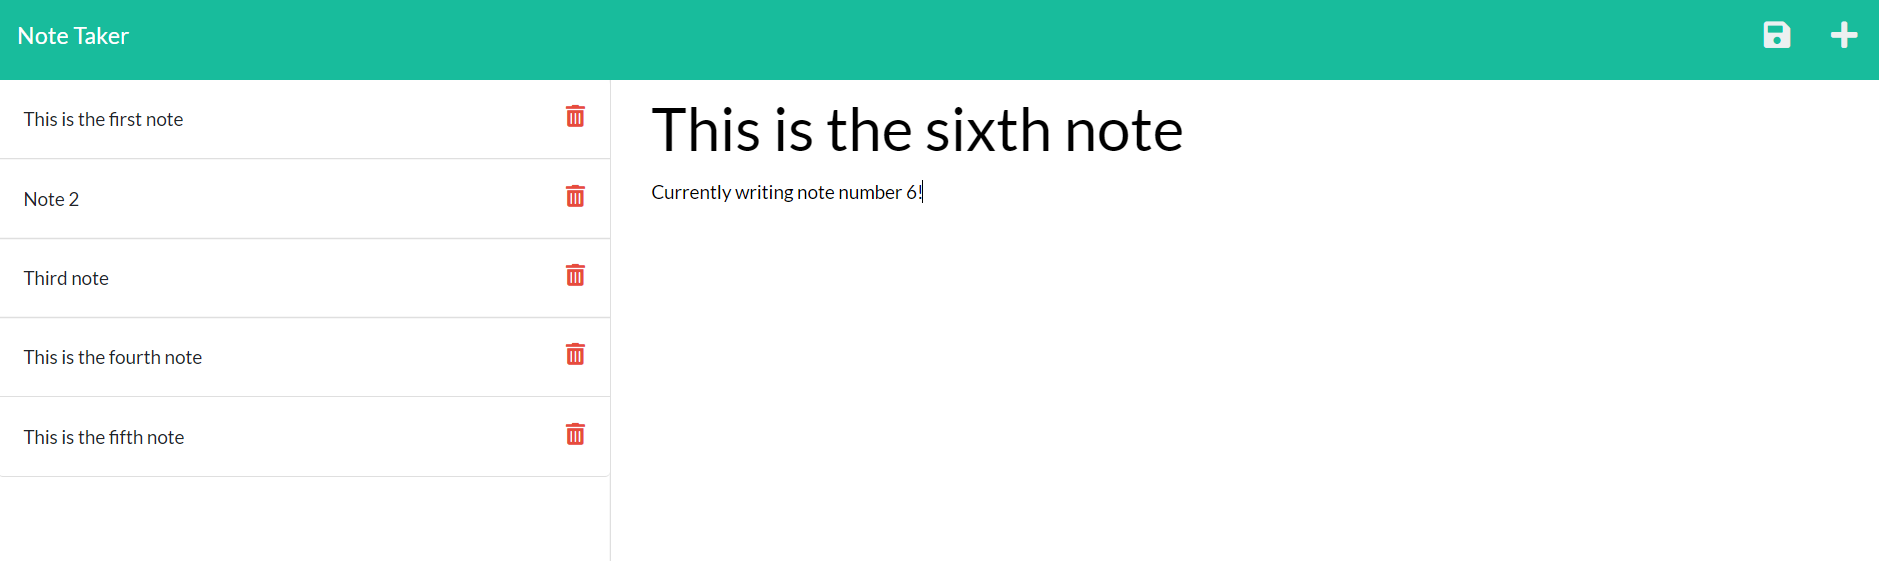 Note Taker
This is the first note
Note 2
Third note
This is the fourth note
This is the fifth note
This is the sixth note
Currently writing note number 6!